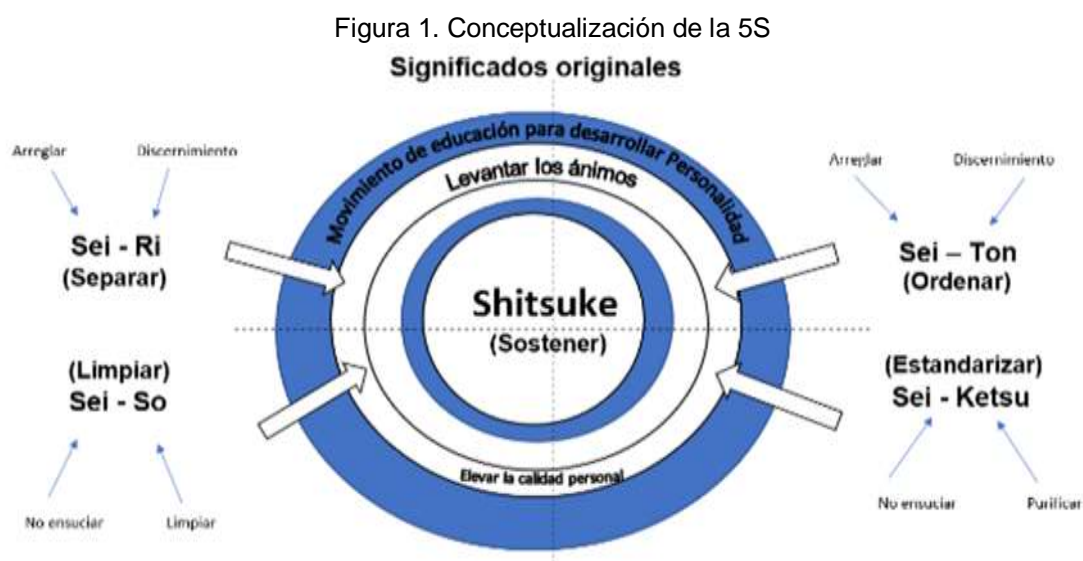 Figura 1. Conceptualización de la 5S
Significados originales
Movimiento de educación para desarrollar Personalidad
Levantar los ánimos
Arreglar
Discernimiento
Sei - Ri
(Separar)
Arreglar
Discernimiento
Sei – Ton
(Ordenar)
Shitsuke
(Sostener)
(Limpiar)
Sei - So
No ensuciar
Limpiar
(Estandarizar)
Sei - Ketsu
No ensuciar
Purificar
Elevar la calidad personal